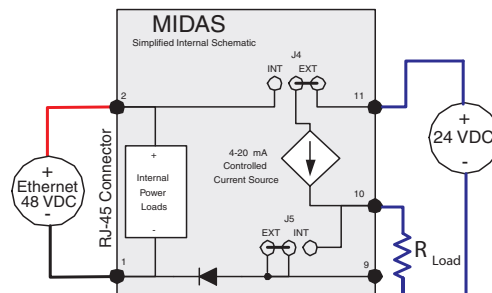 MIDAS
Simplified Internal Schematic
J4
INT EXT
2
11
+
Ethernet
48 VDC
-
RJ-45 Connector
+
Internal
Power
Loads
-
4-20 mA
Controlled
Current Source
+
24 VDC
-
10
J5
EXT INT
R Load
1
9